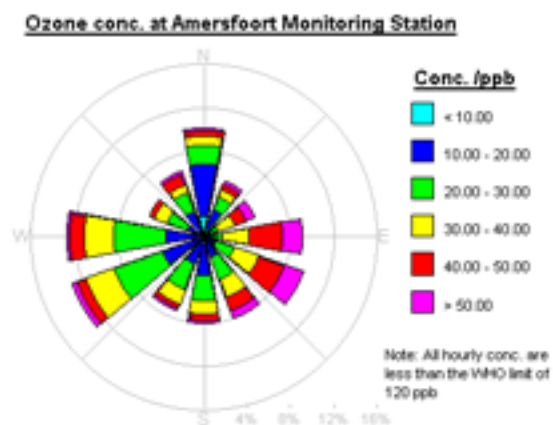 Ozone conc. at Amersfoort Monitoring Station
N
Conc. /ppb
< 10.00
10.00 - 20.00
20.00 - 30.00
30.00 - 40.00
40.00 - 50.00
> 50.00
W
E
Note: All hourly conc. are
less than the WHO limit of
120 ppb
S
4% 8% 12% 16%